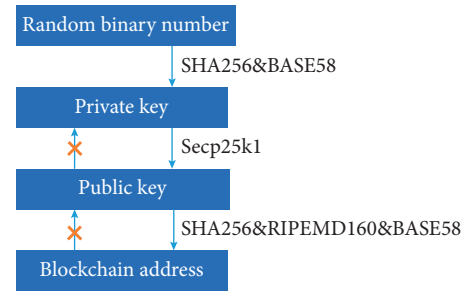 Random binary number
SHA256&BASE58
Private key
Secp25k1
Public key
SHA256&RIPEMD160&BASE58
Blockchain address